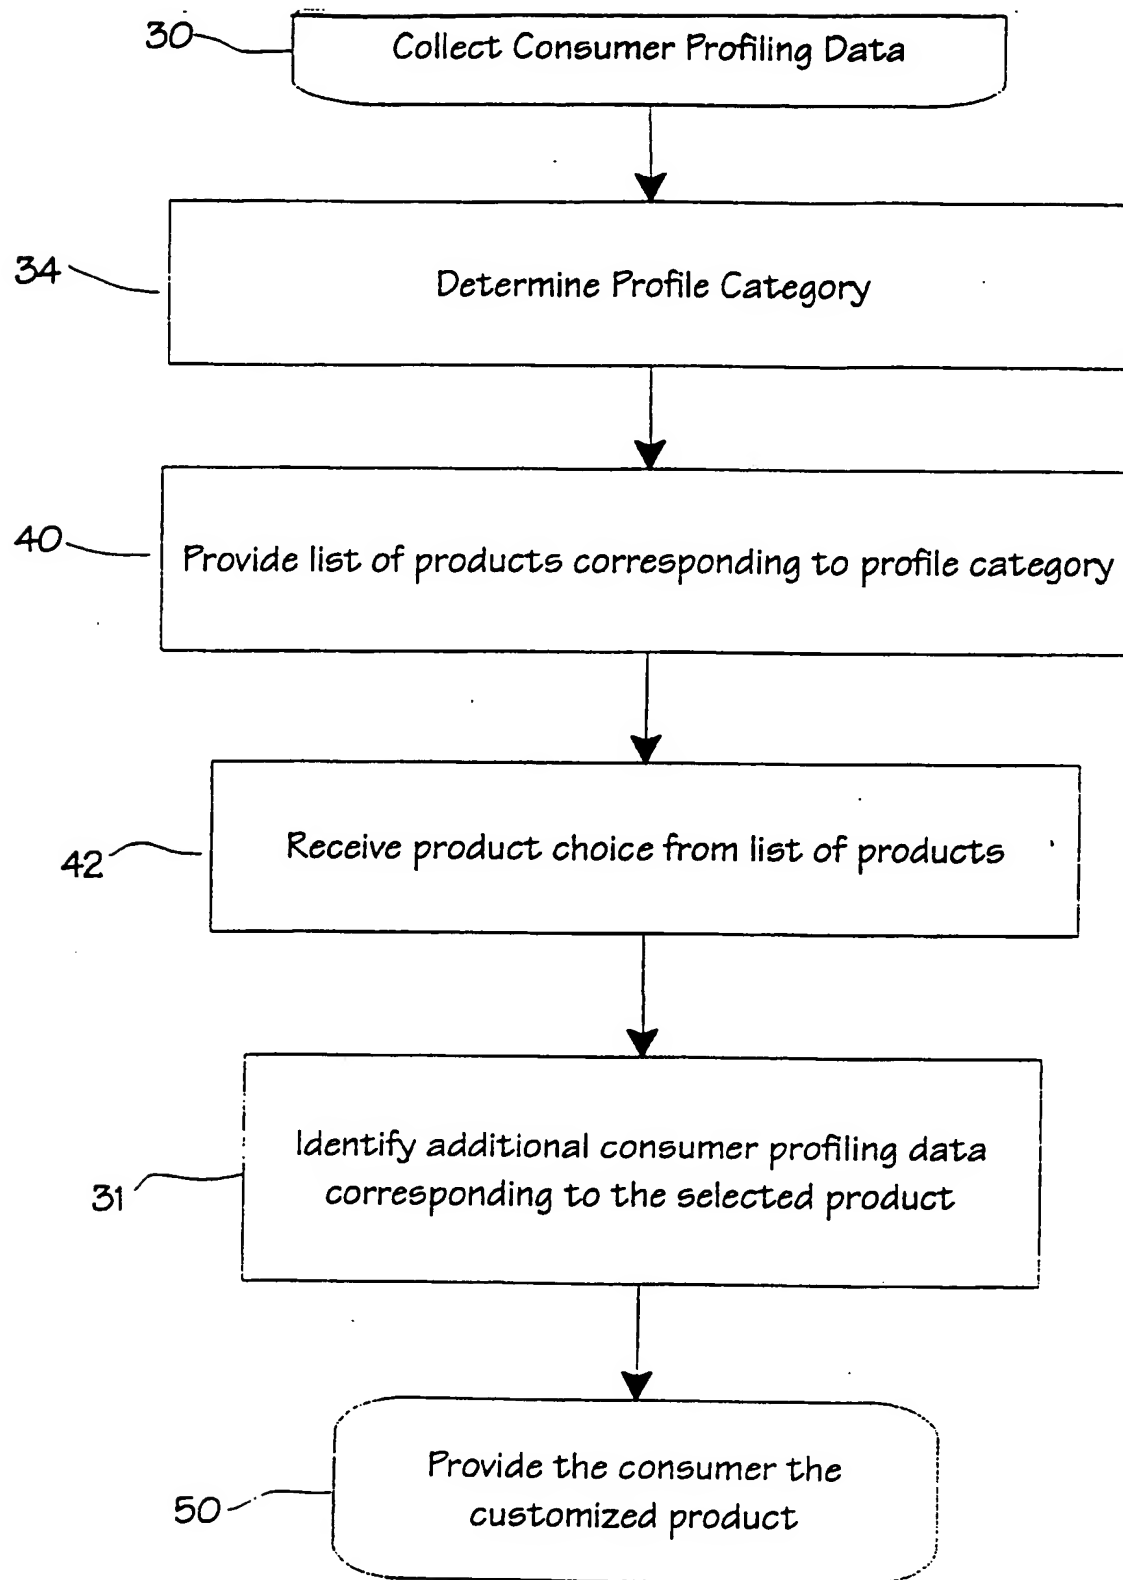 30
Collect Consumer Profiling Data
34
Determine Profile Category
40
Provide list of products corresponding to profile category
42
Receive product choice from list of products
31
Identify additional consumer profiling data
corresponding to the selected product
50
Provide the consumer the
customized product